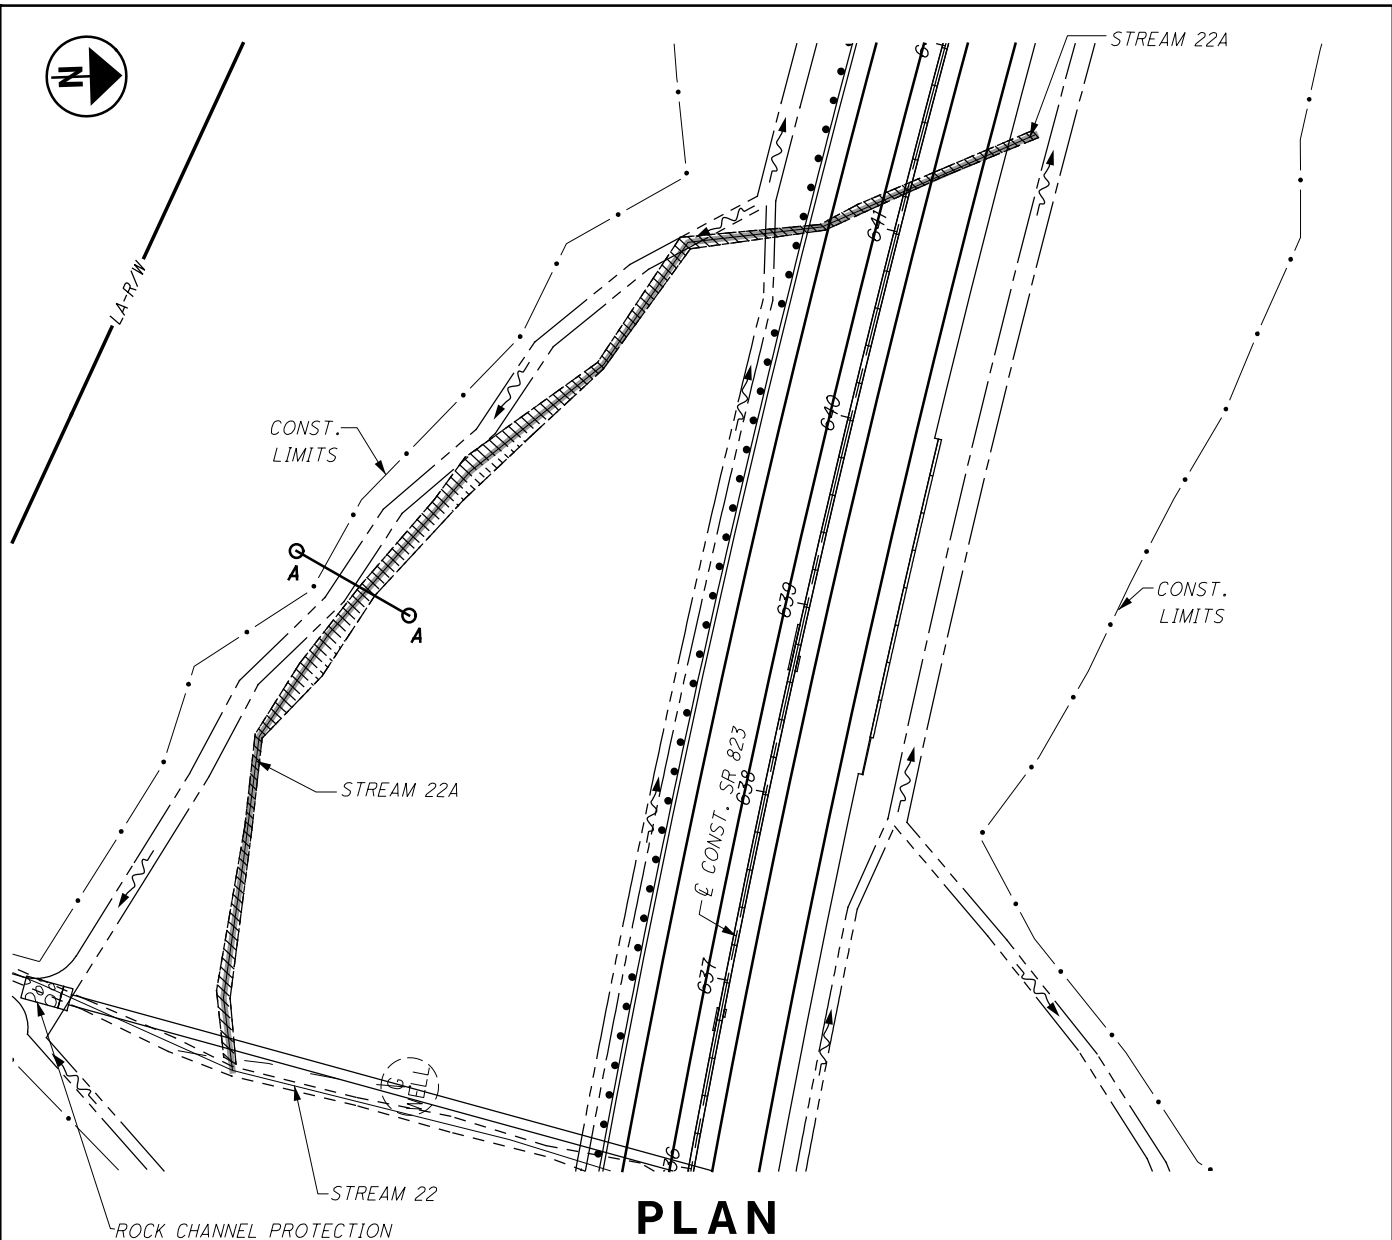 N
STREAM 22A
LA-R/W
641
CONST.
LIMITS
640
A
A
639
CONST.
LIMITS
STREAM 22A
638
℄ CONST. SR 823
637
G
WELL
STREAM 22
ROCK CHANNEL PROTECTION
PLAN